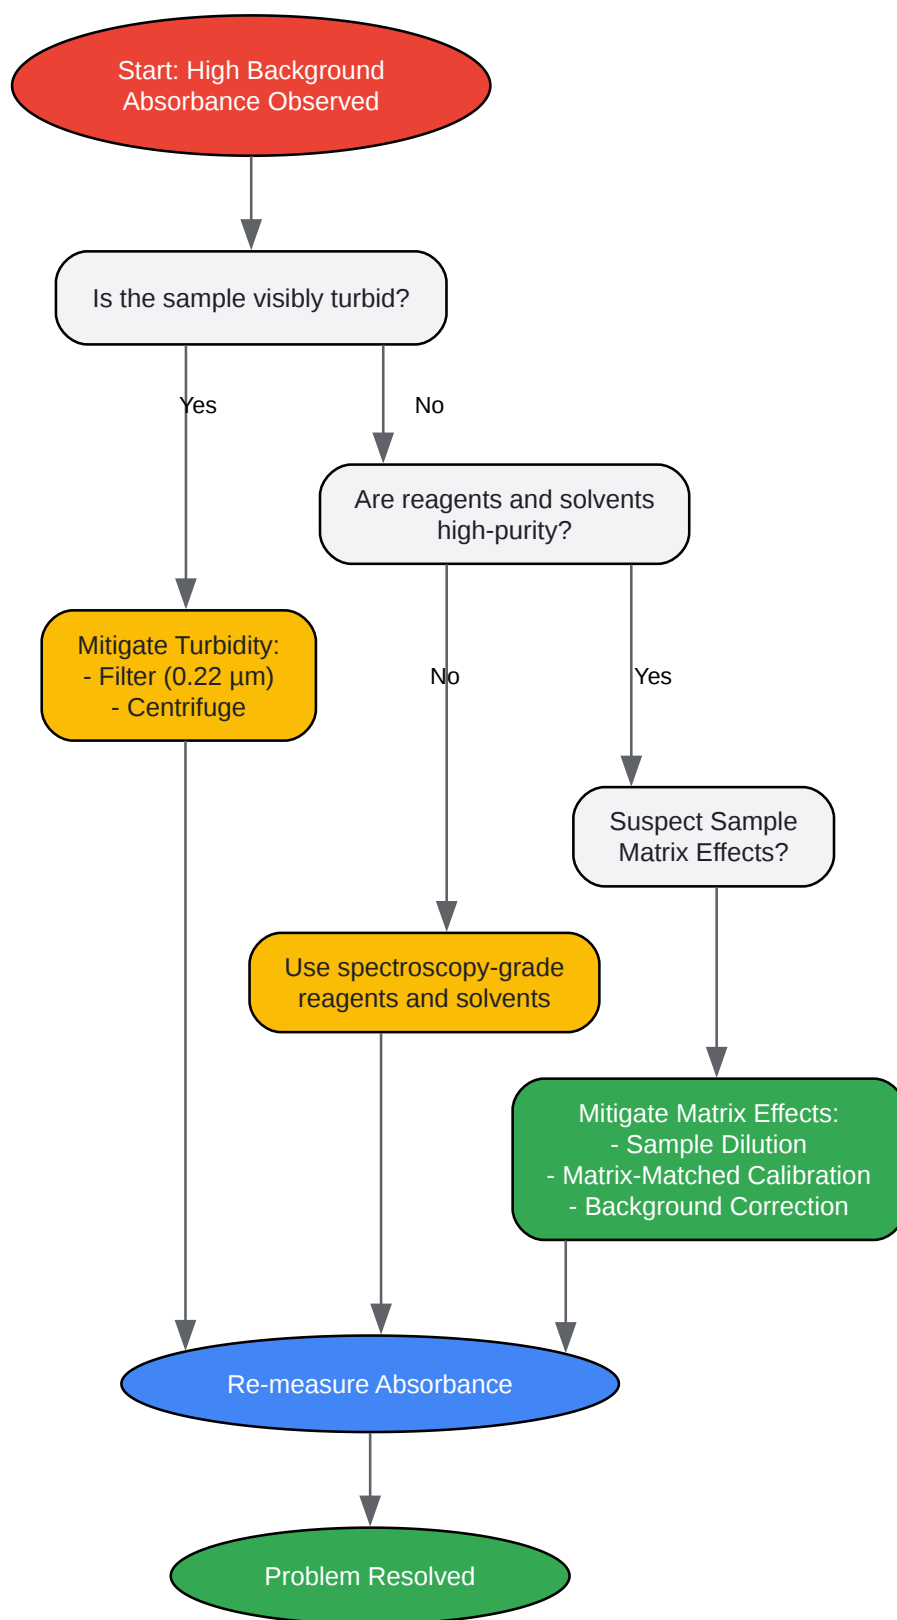 Start: High Background
Absorbance Observed
Is the sample visibly turbid?
Yes
No
Are reagents and solvents
high-purity?
Mitigate Turbidity:
- Filter (0.22 µm)
- Centrifuge
No
Yes
Suspect Sample
Matrix Effects?
Use spectroscopy-grade
reagents and solvents
Mitigate Matrix Effects:
- Sample Dilution
- Matrix-Matched Calibration
- Background Correction
Re-measure Absorbance
Problem Resolved